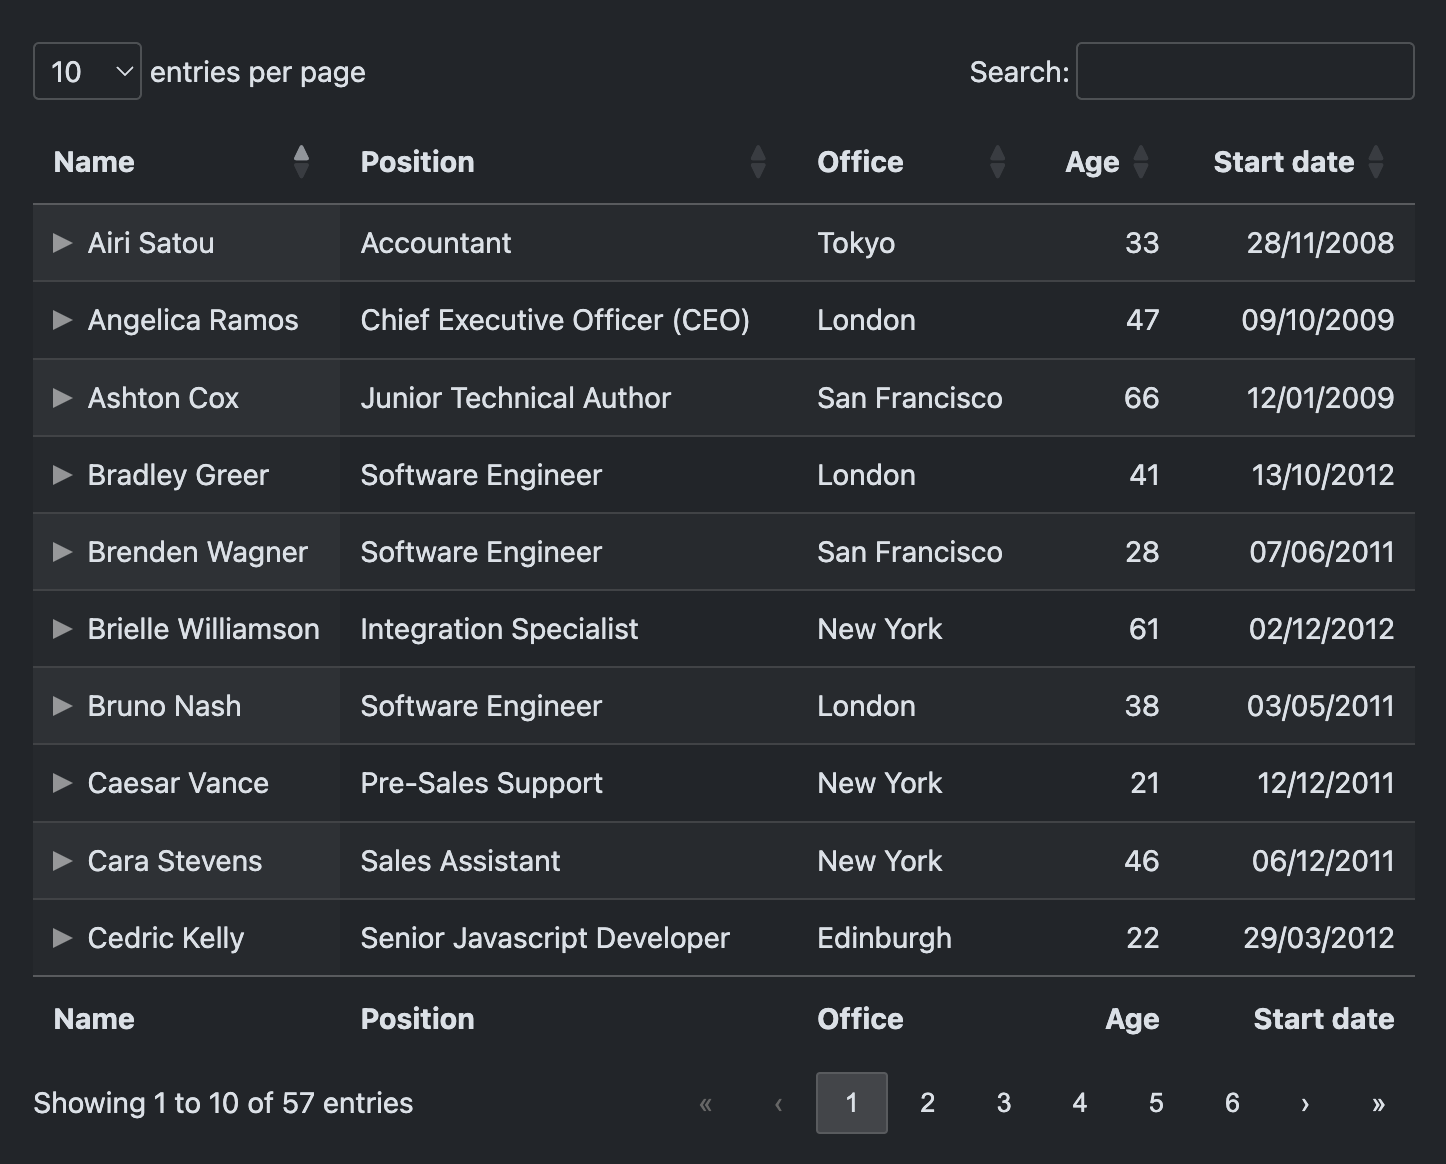 10 entries per page Search:
Name Position Office Age Start date
Airi Satou Accountant Tokyo 33 28/11/2008
Angelica Ramos Chief Executive Officer (CEO) London 47 09/10/2009
Ashton Cox Junior Technical Author San Francisco 66 12/01/2009
Bradley Greer Software Engineer London 41 13/10/2012
Brenden Wagner Software Engineer San Francisco 28 07/06/2011
Brielle Williamson Integration Specialist New York 61 02/12/2012
Bruno Nash Software Engineer London 38 03/05/2011
Caesar Vance Pre-Sales Support New York 21 12/12/2011
Cara Stevens Sales Assistant New York 46 06/12/2011
Cedric Kelly Senior Javascript Developer Edinburgh 22 29/03/2012
Name Position Office Age Start date
Showing 1 to 10 of 57 entries « ‹ 1 2 3 4 5 6 › »